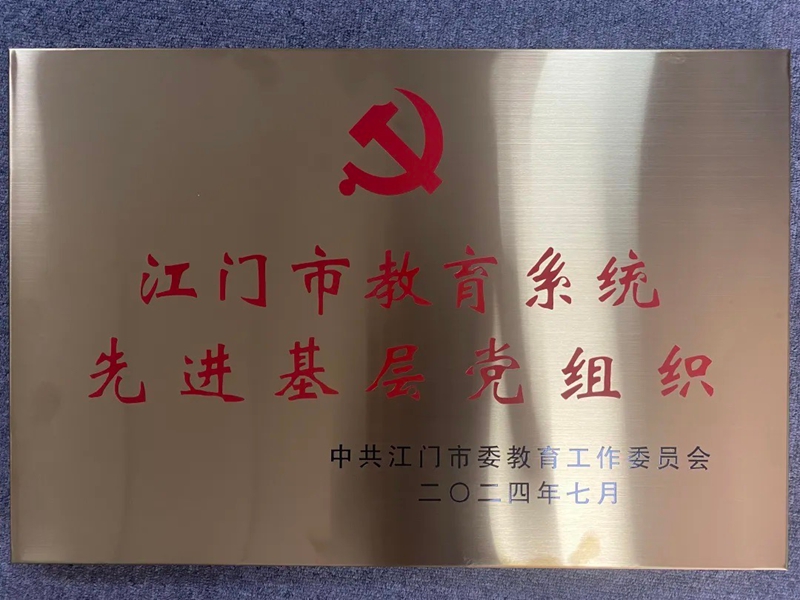 江门市教育系统
先进基层党组织
中共江门市委教育工作委员会
二〇二四年七月